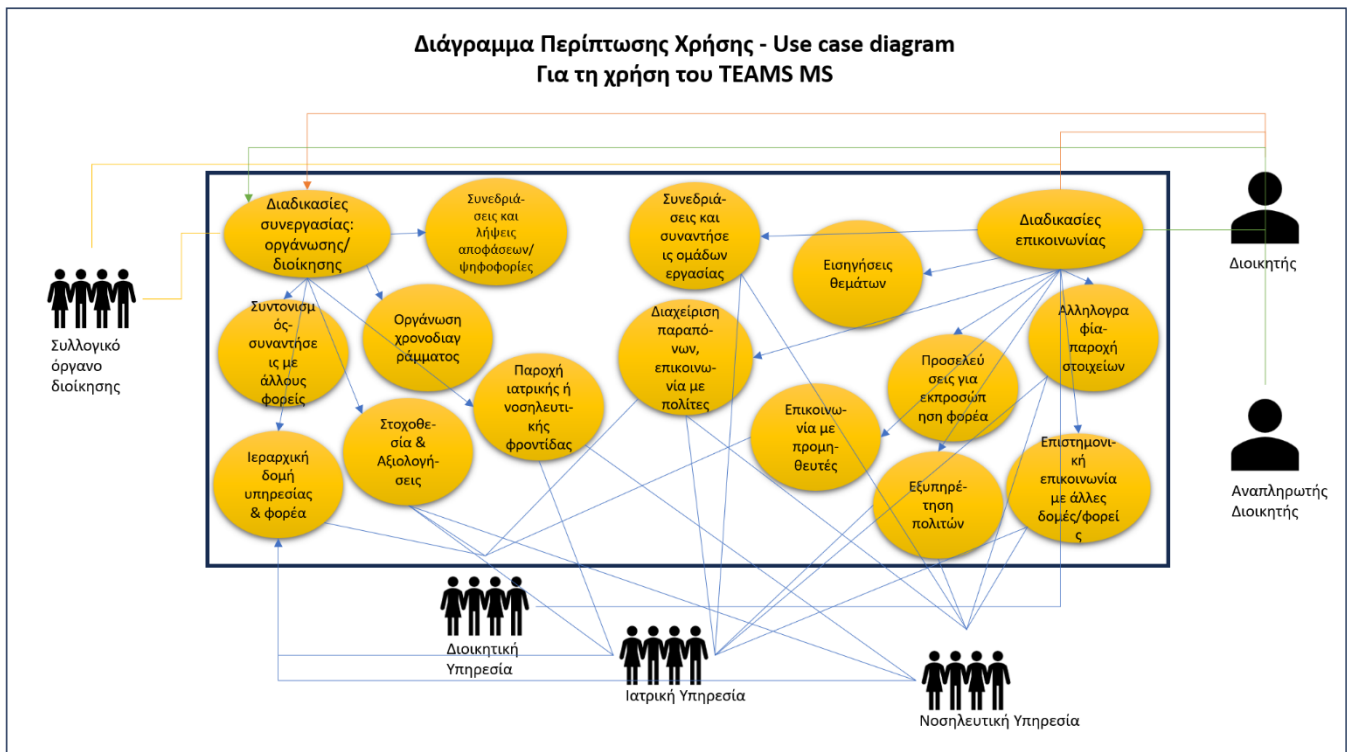 Διάγραμμα Περίπτωσης Χρήσης - Use case diagram
Για τη χρήση του TEAMS MS
Διαδικασίες
συνεργασίας:
οργάνωσης/
διοίκησης
Συνεδριά-
σεις και
λήψεις
αποφάσεων/
ψηφοφορίες
Συνεδριά-
σεις και
συναντήσε
ις ομάδων
εργασίας
Εισηγήσεις
θεμάτων
Διαδικασίες
επικοινωνίας
Διοικητής
Συλλογικό
όργανο
διοίκησης
Συντονισμ
ός-
συναντήσε
ις με
άλλους
φορείς
Οργάνωση
χρονοδιαγ
ράμματος
Παροχή
ιατρικής ή
νοσηλευτι-
κής
φροντίδας
Διαχείριση
παραπό-
νων,
επικοινω-
νία με
πολίτες
Προσελεύ
σεις για
εκπροσώπ
ηση φορέα
Αλληλογρα
φία-
παροχή
στοιχείων
Ιεραρχική
δομή
υπηρεσίας
& φορέα
Στοχοθε-
σία &
Αξιολογή-
σεις
Επικοινω-
νία με
προμη-
θευτές
Εξυπηρέ-
τηση
πολιτών
Επιστημονι-
κή
επικοινωνία
με άλλες
δομές/φορεί
ς
Αναπληρωτής
Διοικητής
Διοικητική
Υπηρεσία
Ιατρική Υπηρεσία
Νοσηλευτική Υπηρεσία